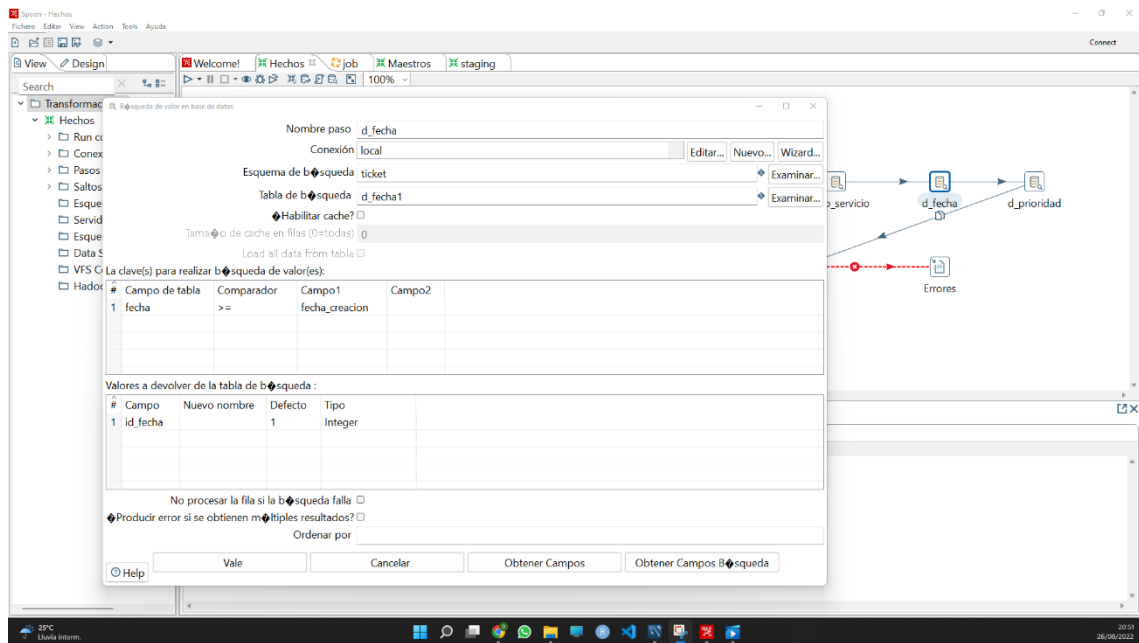 Spoon - Hechos
Fichero Editar View Action Tools Ayuda
Connect
View Design
Welcome! Hechos job Maestros staging
Search
100%
Transformac
Hechos
Run co
Conex
Pasos
Saltos
Esque
Servid
Esque
Data S
VFS C
Hadoo
B�squeda de valor en base de datos
Nombre paso d_fecha
Conexión local Editar... Nuevo... Wizard...
Esquema de b�squeda ticket Examinar...
Tabla de b�squeda d_fecha1 Examinar...
�Habilitar cache?
Tama�o de cache en filas (0=todas) 0
Load all data from table
La clave(s) para realizar b�squeda de valor(es):
# Campo de tabla Comparador Campo1 Campo2
1 fecha >= fecha_creacion
Valores a devolver de la tabla de b�squeda :
# Campo Nuevo nombre Defecto Tipo
1 id_fecha 1 Integer
No procesar la fila si la b�squeda falla
�Producir error si se obtienen m�ltiples resultados?
Ordenar por
Help Vale Cancelar Obtener Campos Obtener Campos B�squeda
o_servicio d_fecha d_prioridad
Errores
25°C
Lluvia interm.
20:51
26/08/2022